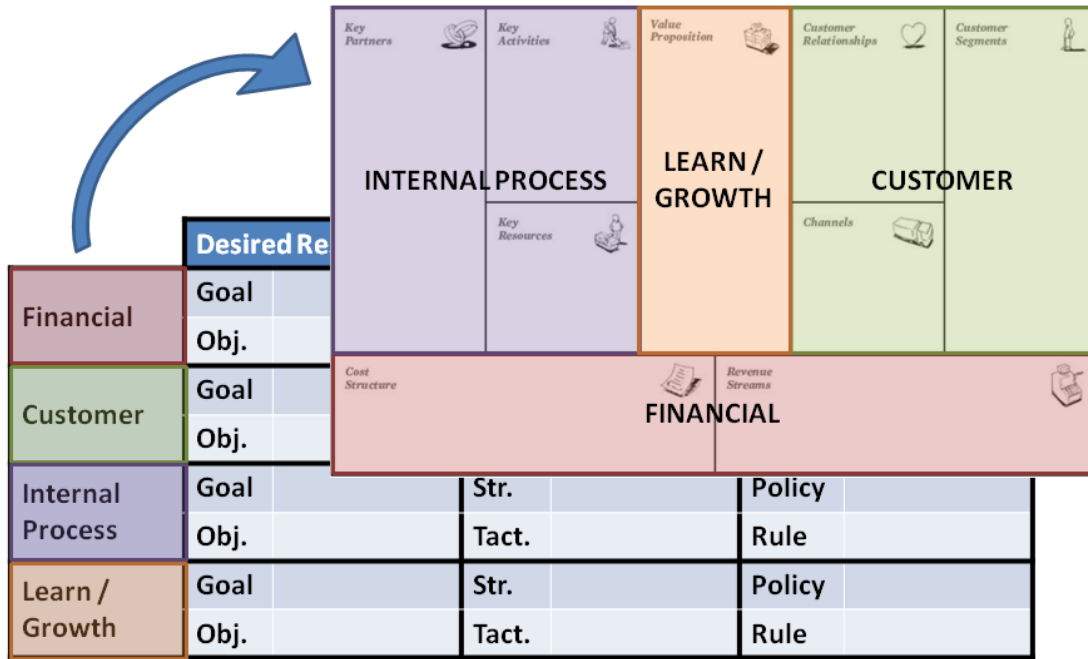 Key
Partners
Key
Activities
Value
Proposition
Customer
Relationships
Customer
Segments
INTERNAL PROCESS
LEARN /
GROWTH
CUSTOMER
Key
Resources
Channels
Cost
Structure
Revenue
Streams
FINANCIAL
Desired Re
Financial
Goal
Obj.
Customer
Goal
Obj.
Internal
Process
Goal Str. Policy
Obj. Tact. Rule
Learn /
Growth
Goal Str. Policy
Obj. Tact. Rule